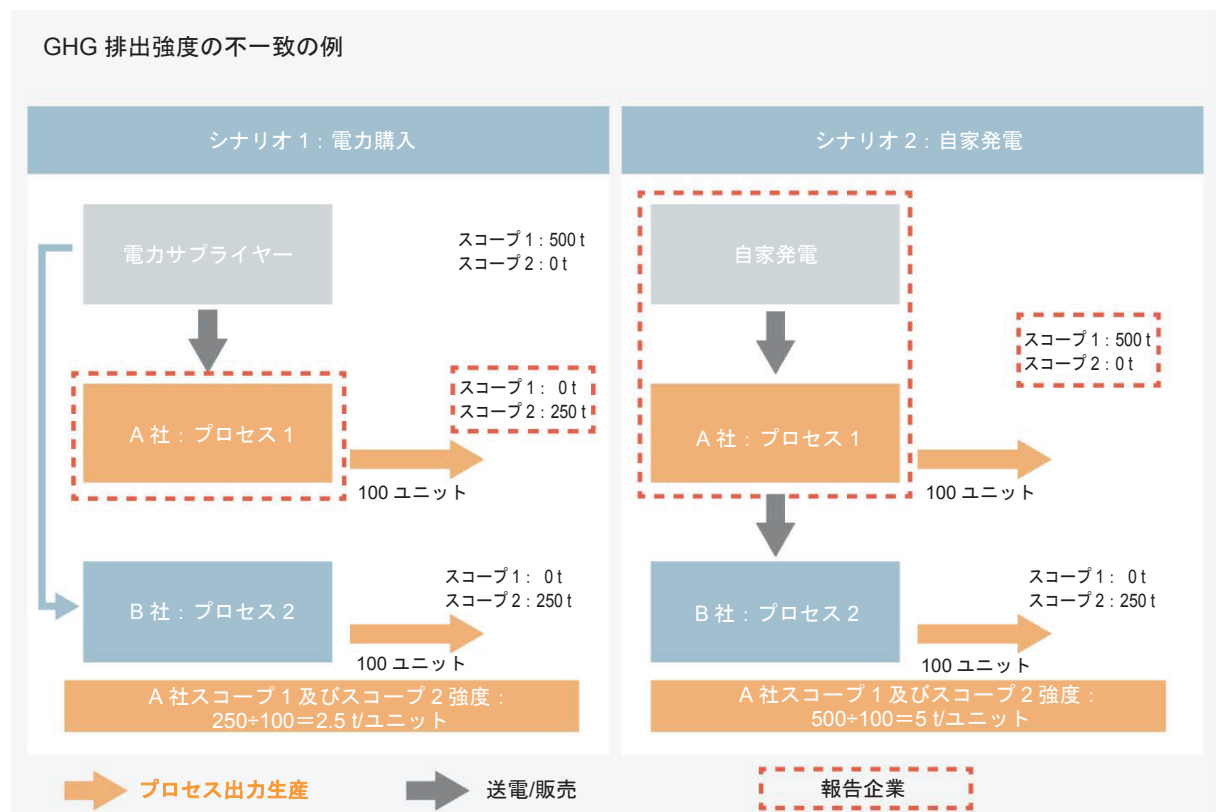 GHG 排出強度の不一致の例
シナリオ 1：電力購入
電力サプライヤー
スコープ 1：500 t
スコープ 2：0 t
A 社：プロセス 1
スコープ 1： 0 t
スコープ 2：250 t
100 ユニット
B 社：プロセス 2
スコープ 1： 0 t
スコープ 2：250 t
100 ユニット
A 社スコープ 1 及びスコープ 2 強度：
250÷100＝2.5 t/ユニット
シナリオ 2：自家発電
自家発電
スコープ 1：500 t
スコープ 2：0 t
A 社：プロセス 1
100 ユニット
B 社：プロセス 2
スコープ 1： 0 t
スコープ 2：250 t
100 ユニット
A 社スコープ 1 及びスコープ 2 強度：
500÷100＝5 t/ユニット
プロセス出力生産
送電/販売
報告企業